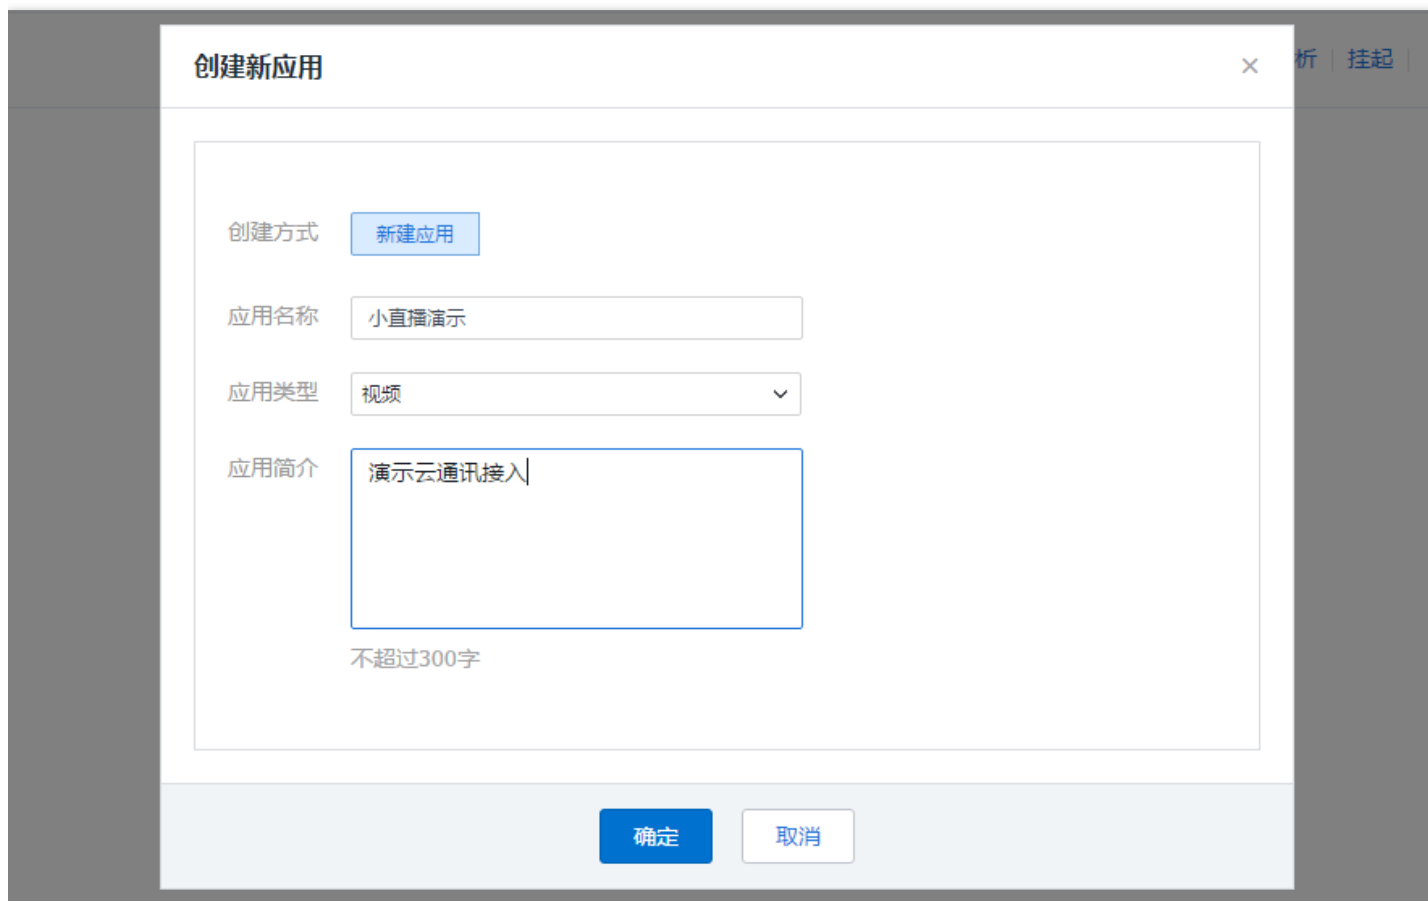 创建新应用
析 挂起
创建方式 新建应用
应用名称 小直播演示
应用类型 视频
应用简介 演示云通讯接入
不超过300字
确定 取消